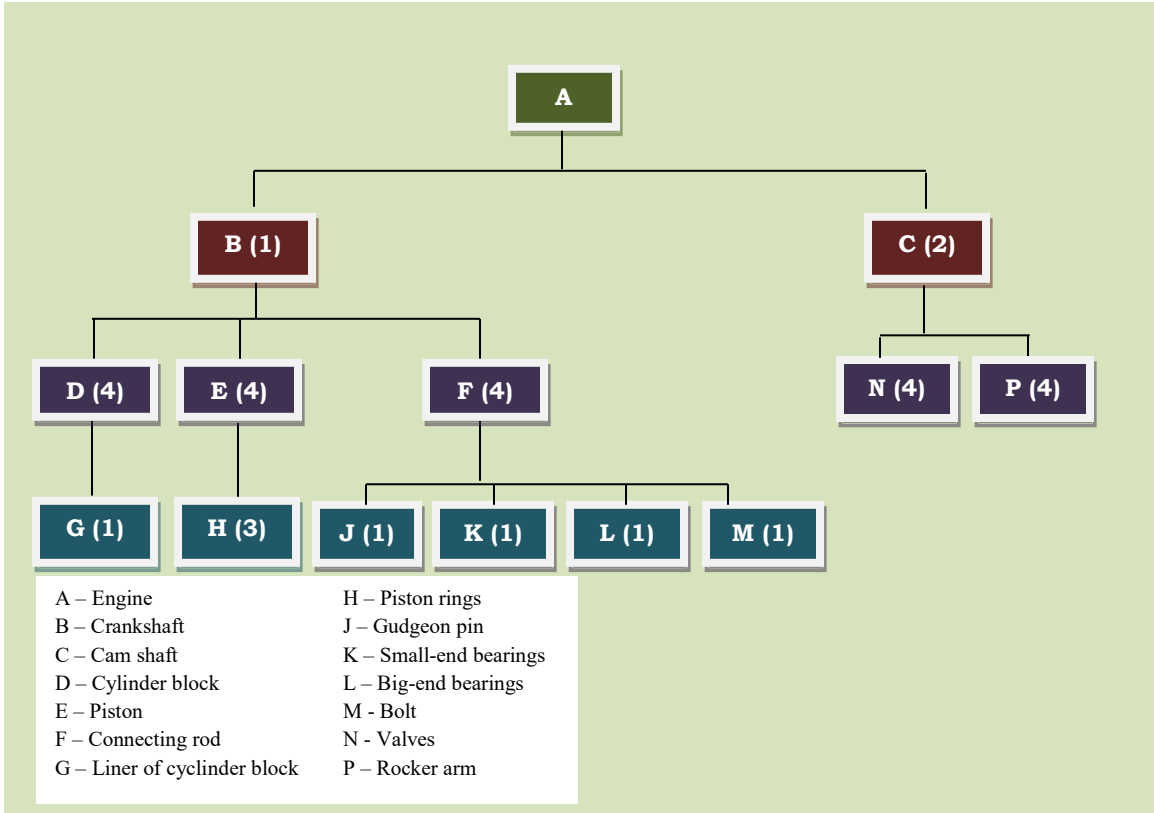 A
B (1)
C (2)
D (4)
E (4)
F (4)
N (4)
P (4)
G (1)
H (3)
J (1)
K (1)
L (1)
M (1)
A – Engine
B – Crankshaft
C – Cam shaft
D – Cylinder block
E – Piston
F – Connecting rod
G – Liner of cyclinder block
H – Piston rings
J – Gudgeon pin
K – Small-end bearings
L – Big-end bearings
M - Bolt
N - Valves
P – Rocker arm